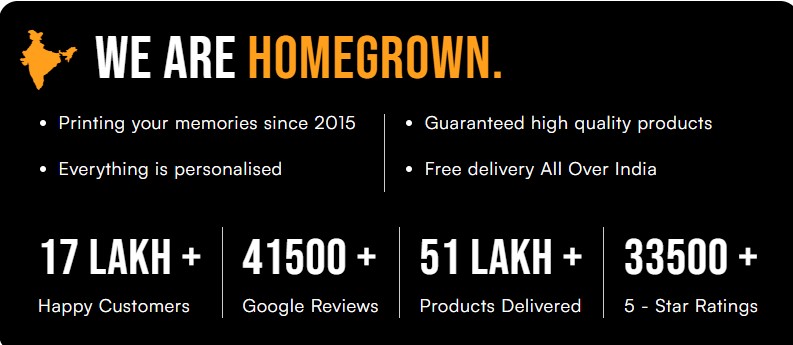 WE ARE HOMEGROWN.
Printing your memories since 2015
Everything is personalised
Guaranteed high quality products
Free delivery All Over India
17 LAKH +
Happy Customers
41500 +
Google Reviews
51 LAKH +
Products Delivered
33500 +
5 - Star Ratings